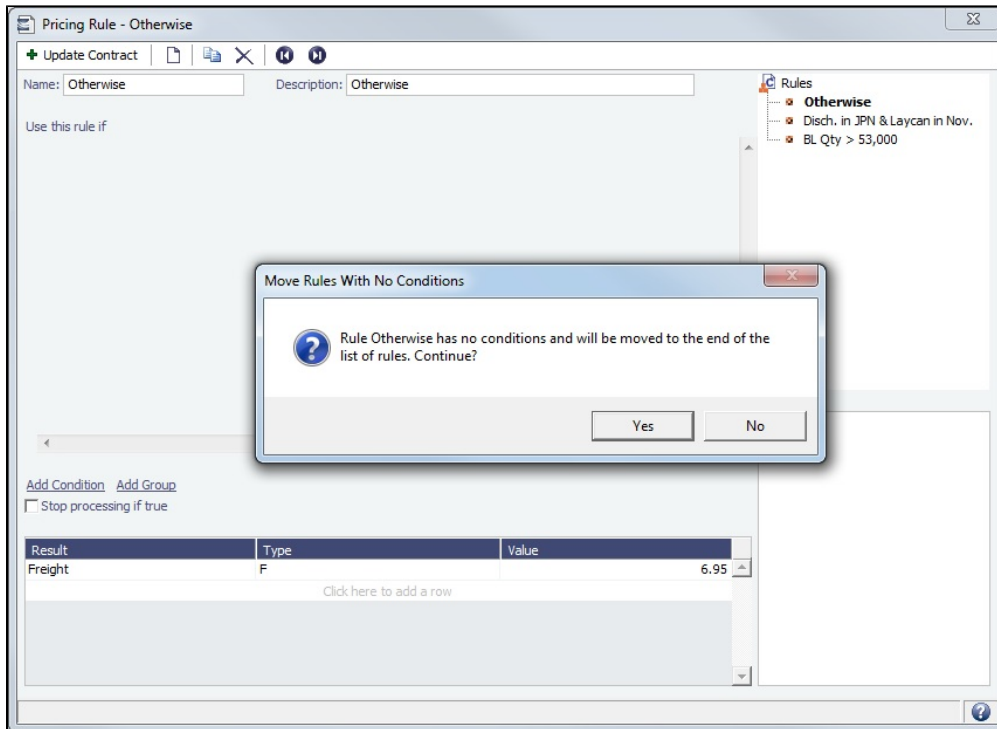 Pricing Rule - Otherwise
Update Contract
Name: Otherwise Description: Otherwise
Use this rule if
Rules
Otherwise
Disch. in JPN & Laycan in Nov.
BL Qty > 53,000
Move Rules With No Conditions
Rule Otherwise has no conditions and will be moved to the end of the
list of rules. Continue?
Yes No
Add Condition Add Group
Stop processing if true
Result Type Value
Freight F 6.95
Click here to add a row